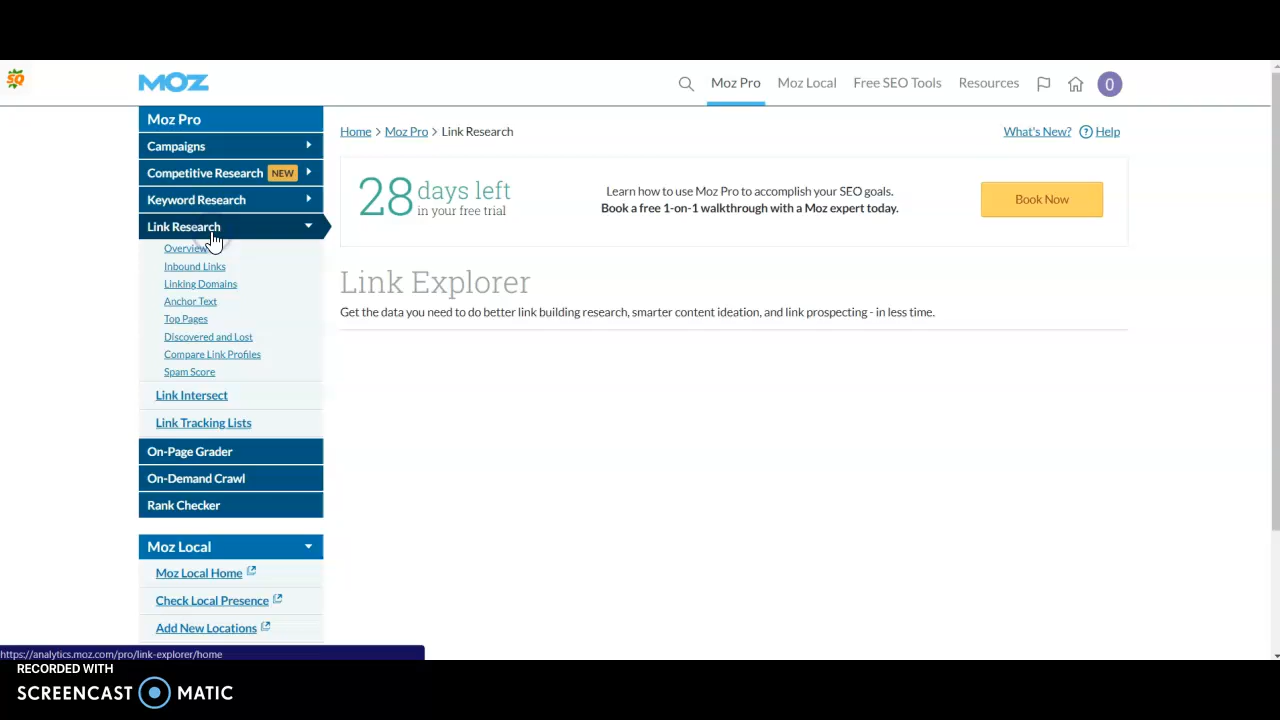 SQ
MOZ
Moz Pro
Moz Local
Free SEO Tools
Resources
0
Moz Pro
Campaigns
Competitive Research NEW
Keyword Research
Link Research
Overview
Inbound Links
Linking Domains
Anchor Text
Top Pages
Discovered and Lost
Compare Link Profiles
Spam Score
Link Intersect
Link Tracking Lists
On-Page Grader
On-Demand Crawl
Rank Checker
Moz Local
Moz Local Home
Check Local Presence
Add New Locations
Home > Moz Pro > Link Research
What's New? ? Help
28 days left
in your free trial
Learn how to use Moz Pro to accomplish your SEO goals.
Book a free 1-on-1 walkthrough with a Moz expert today.
Book Now
Link Explorer
Get the data you need to do better link building research, smarter content ideation, and link prospecting - in less time.
https://analytics.moz.com/pro/link-explorer/home
RECORDED WITH
SCREENCAST MATIC